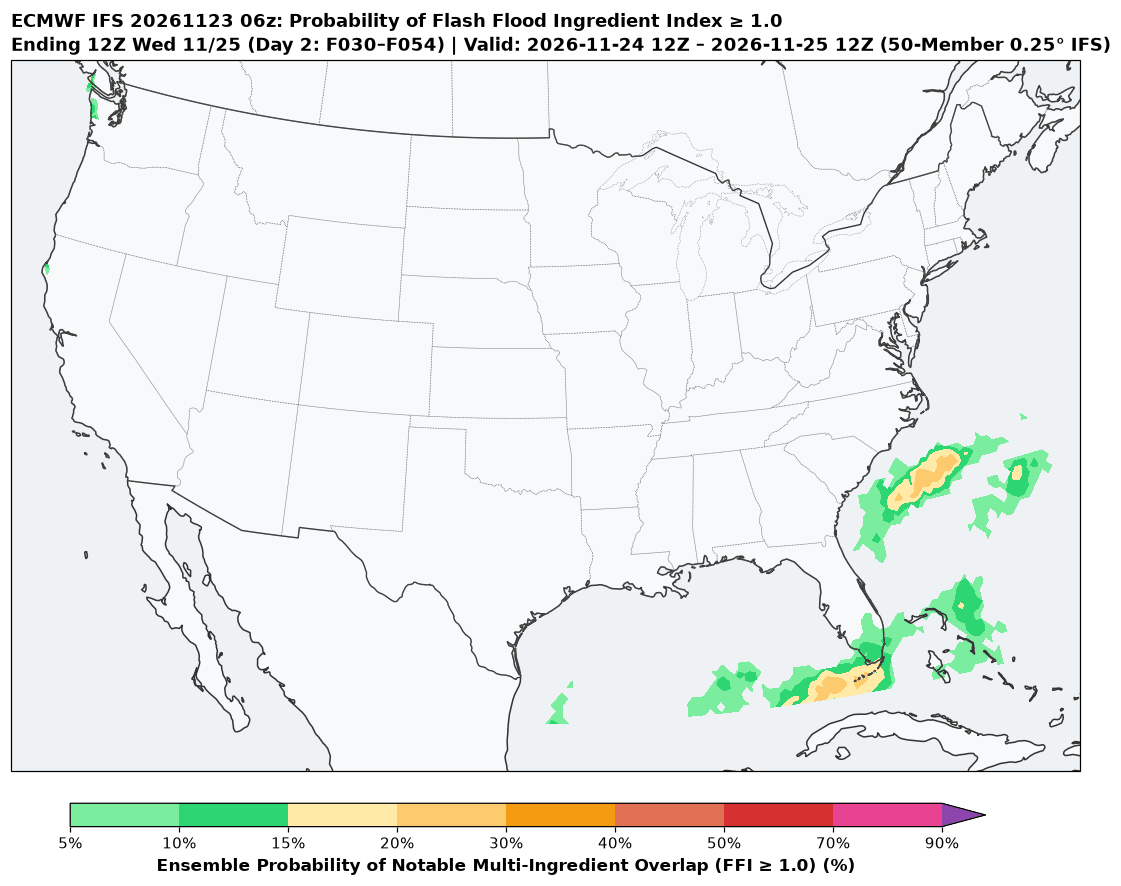 ECMWF IFS 20261123 06z: Probability of Flash Flood Ingredient Index ≥ 1.0
Ending 12Z Wed 11/25 (Day 2: F030–F054) | Valid: 2026-11-24 12Z – 2026-11-25 12Z (50-Member 0.25° IFS)
5% 10% 15% 20% 30% 40% 50% 70% 90%
Ensemble Probability of Notable Multi-Ingredient Overlap (FFI ≥ 1.0) (%)